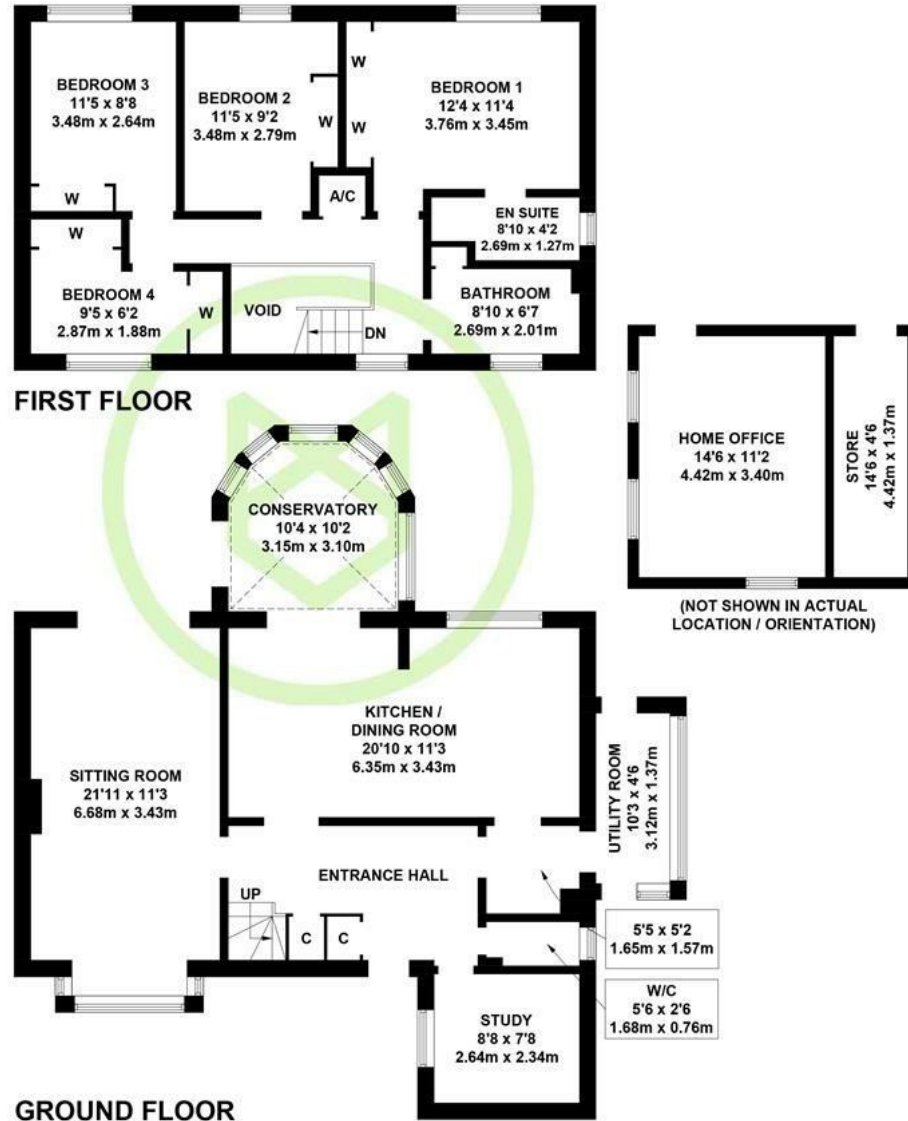 BEDROOM 3
11'5 x 8'8
3.48m x 2.64m
W
BEDROOM 2
11'5 x 9'2
3.48m x 2.79m
W
W
W
BEDROOM 1
12'4 x 11'4
3.76m x 3.45m
A/C
EN SUITE
8'10 x 4'2
2.69m x 1.27m
W
BEDROOM 4
9'5 x 6'2
2.87m x 1.88m
W
VOID
DN
BATHROOM
8'10 x 6'7
2.69m x 2.01m
FIRST FLOOR
HOME OFFICE
14'6 x 11'2
4.42m x 3.40m
STORE
14'6 x 4'6
4.42m x 1.37m
(NOT SHOWN IN ACTUAL
LOCATION / ORIENTATION)
CONSERVATORY
10'4 x 10'2
3.15m x 3.10m
KITCHEN /
DINING ROOM
20'10 x 11'3
6.35m x 3.43m
SITTING ROOM
21'11 x 11'3
6.68m x 3.43m
UTILITY ROOM
10'3 x 4'6
3.12m x 1.37m
ENTRANCE HALL
UP
C
C
5'5 x 5'2
1.65m x 1.57m
W/C
5'6 x 2'6
1.68m x 0.76m
STUDY
8'8 x 7'8
2.64m x 2.34m
GROUND FLOOR